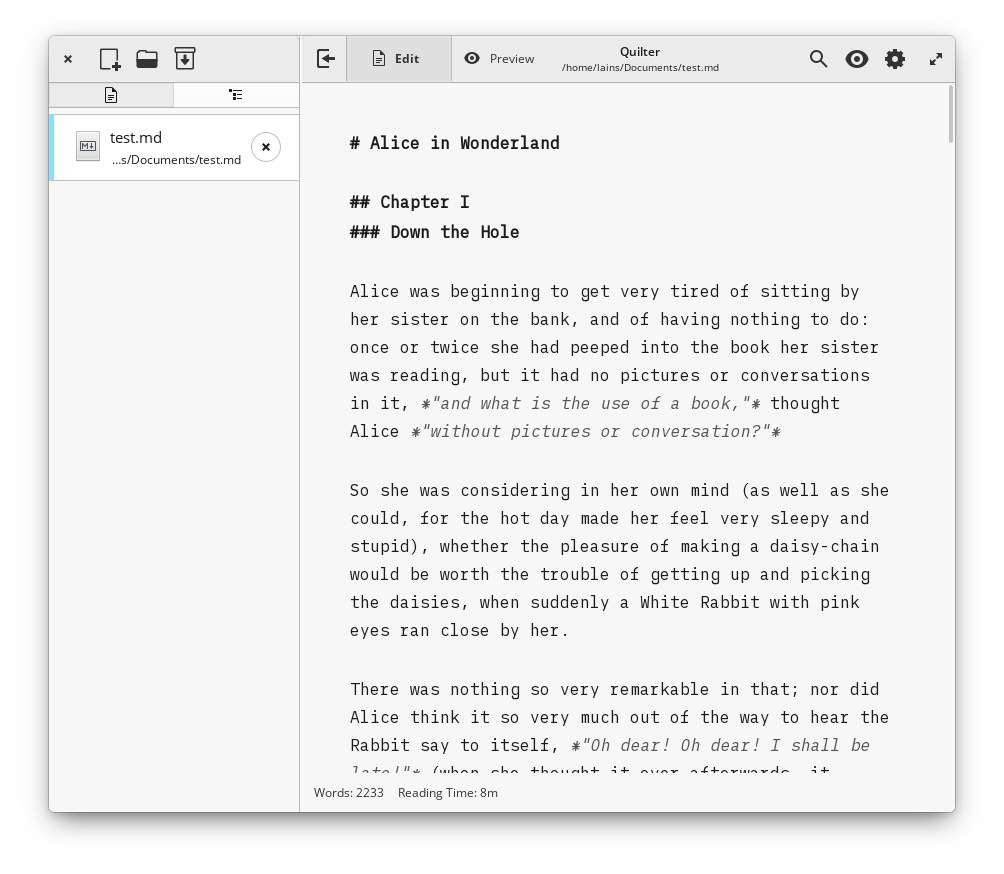 Edit
Preview
Quilter
/home/lains/Documents/test.md
test.md
...s/Documents/test.md
# Alice in Wonderland
## Chapter I
### Down the Hole
Alice was beginning to get very tired of sitting by
her sister on the bank, and of having nothing to do:
once or twice she had peeped into the book her sister
was reading, but it had no pictures or conversations
in it, *"and what is the use of a book,"* thought
Alice *"without pictures or conversation?"*
So she was considering in her own mind (as well as she
could, for the hot day made her feel very sleepy and
stupid), whether the pleasure of making a daisy-chain
would be worth the trouble of getting up and picking
the daisies, when suddenly a White Rabbit with pink
eyes ran close by her.
There was nothing so very remarkable in that; nor did
Alice think it so very much out of the way to hear the
Rabbit say to itself, *"Oh dear! Oh dear! I shall be
late!"* (when she thought it over afterwards, it
Words: 2233 Reading Time: 8m